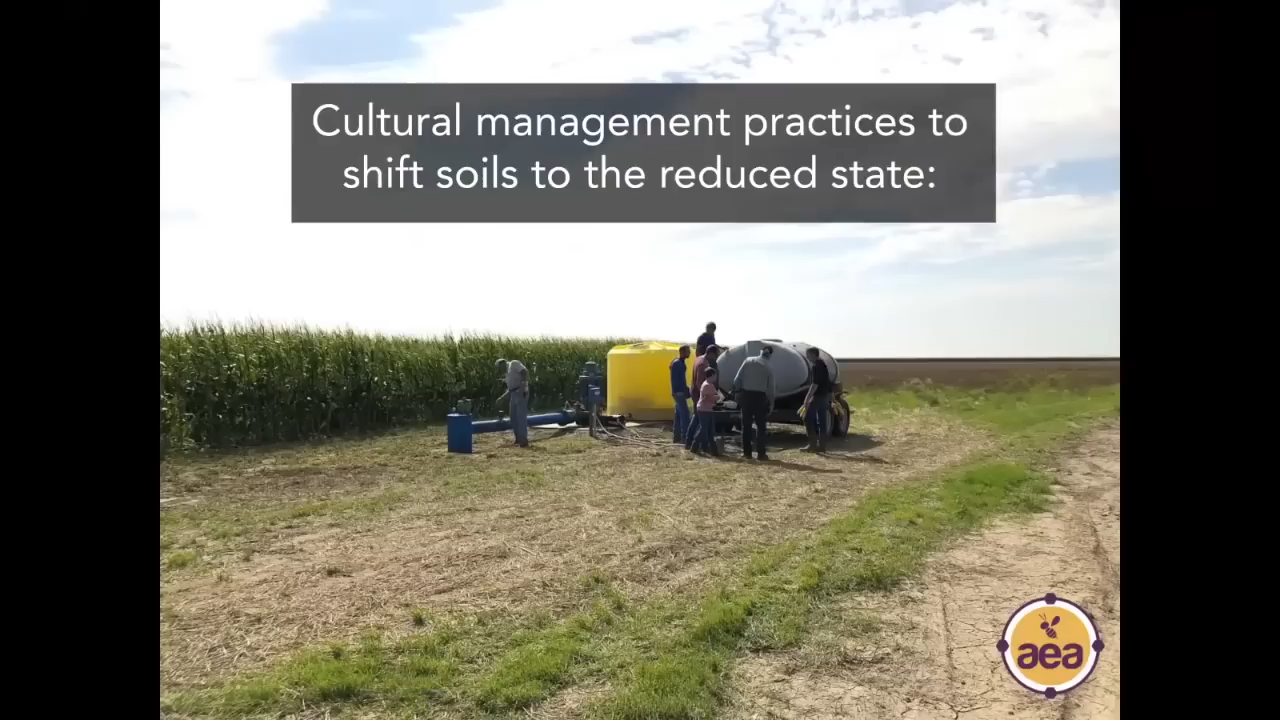 Cultural management practices to
shift soils to the reduced state:
aea